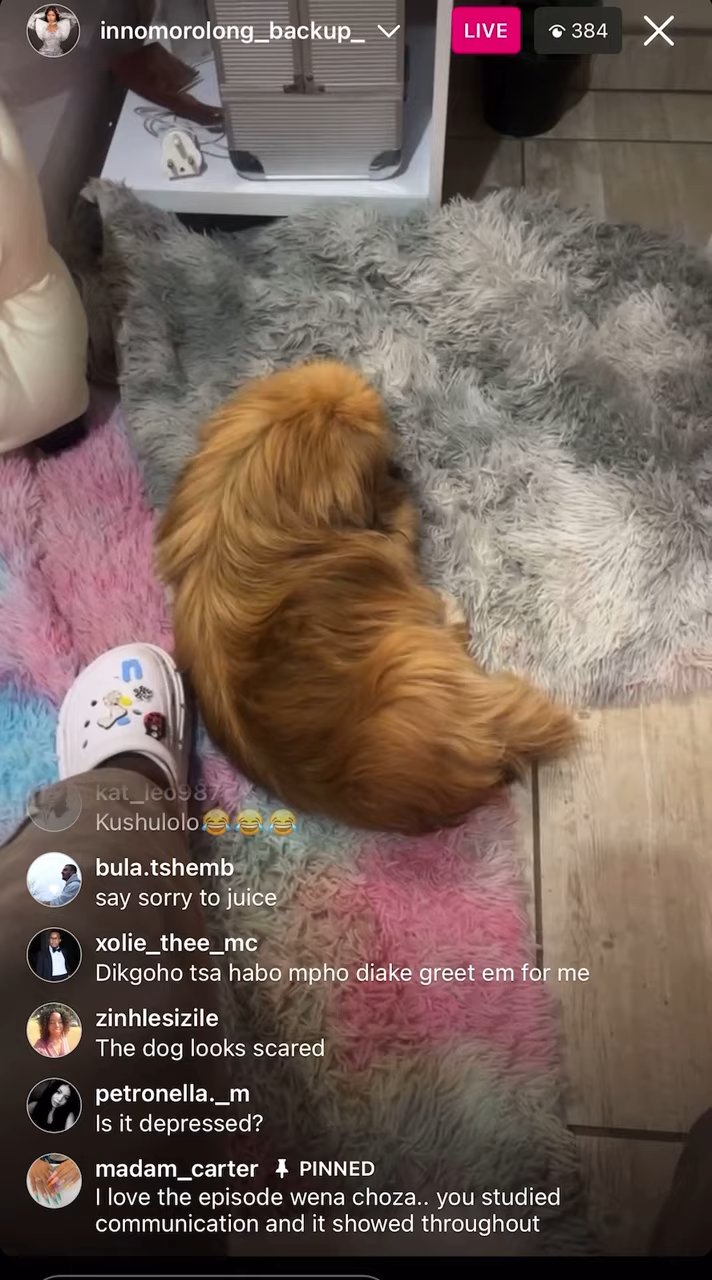 innomorolong_backup_
LIVE
384
kat_leo987
Kushulolo😂😂😂
bula.tshemb
say sorry to juice
xolie_thee_mc
Dikgoho tsa habo mpho diake greet em for me
zinhlesizile
The dog looks scared
petronella._m
Is it depressed?
madam_carter PINNED
I love the episode wena choza.. you studied
communication and it showed throughout